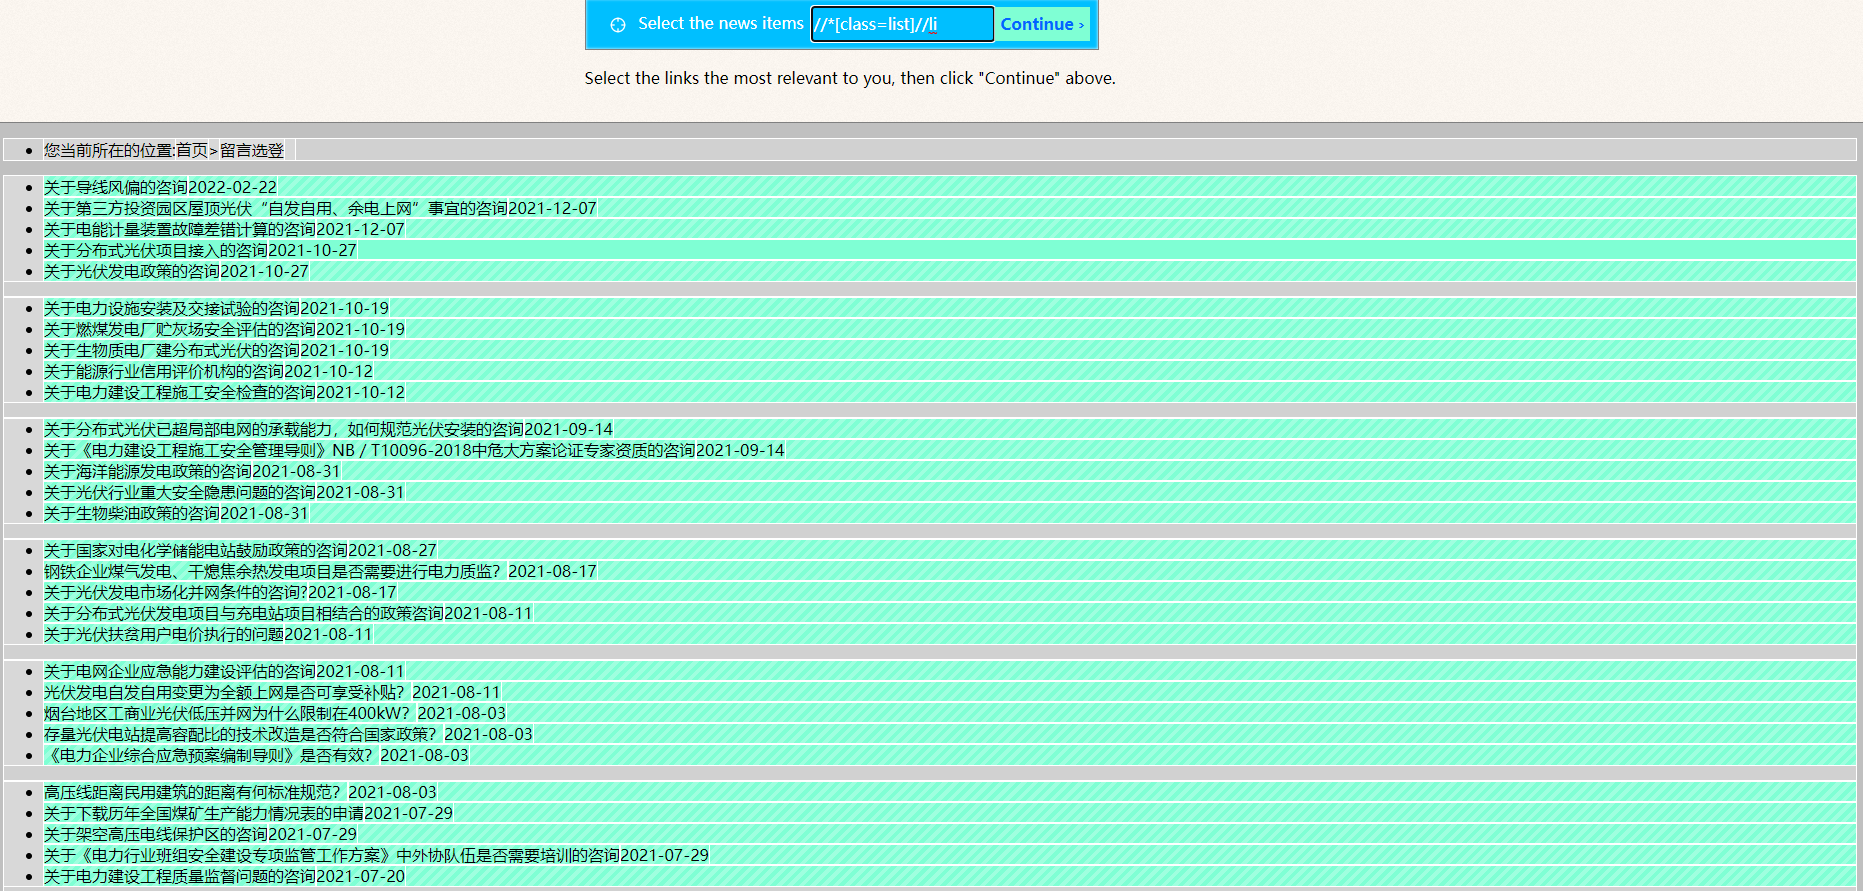 Select the news items //*[class=list]//li Continue ›
Select the links the most relevant to you, then click "Continue" above.
您当前所在的位置:首页>留言选登
关于导线风偏的咨询2022-02-22
关于第三方投资园区屋顶光伏“自发自用、余电上网”事宜的咨询2021-12-07
关于电能计量装置故障差错计算的咨询2021-12-07
关于分布式光伏项目接入的咨询2021-10-27
关于光伏发电政策的咨询2021-10-27
关于电力设施安装及交接试验的咨询2021-10-19
关于燃煤发电厂贮灰场安全评估的咨询2021-10-19
关于生物质电厂建分布式光伏的咨询2021-10-19
关于能源行业信用评价机构的咨询2021-10-12
关于电力建设工程施工安全检查的咨询2021-10-12
关于分布式光伏已超局部电网的承载能力，如何规范光伏安装的咨询2021-09-14
关于《电力建设工程施工安全管理导则》NB / T10096-2018中危大方案论证专家资质的咨询2021-09-14
关于海洋能源发电政策的咨询2021-08-31
关于光伏行业重大安全隐患问题的咨询2021-08-31
关于生物柴油政策的咨询2021-08-31
关于国家对电化学储能电站鼓励政策的咨询2021-08-27
钢铁企业煤气发电、干熄焦余热发电项目是否需要进行电力质监？2021-08-17
关于光伏发电市场化并网条件的咨询?2021-08-17
关于分布式光伏发电项目与充电站项目相结合的政策咨询2021-08-11
关于光伏扶贫用户电价执行的问题2021-08-11
关于电网企业应急能力建设评估的咨询2021-08-11
光伏发电自发自用变更为全额上网是否可享受补贴？2021-08-11
烟台地区工商业光伏低压并网为什么限制在400kW？2021-08-03
存量光伏电站提高容配比的技术改造是否符合国家政策？2021-08-03
《电力企业综合应急预案编制导则》是否有效？2021-08-03
高压线距离民用建筑的距离有何标准规范？2021-08-03
关于下载历年全国煤矿生产能力情况表的申请2021-07-29
关于架空高压电线保护区的咨询2021-07-29
关于《电力行业班组安全建设专项监管工作方案》中外协队伍是否需要培训的咨询2021-07-29
关于电力建设工程质量监督问题的咨询2021-07-20